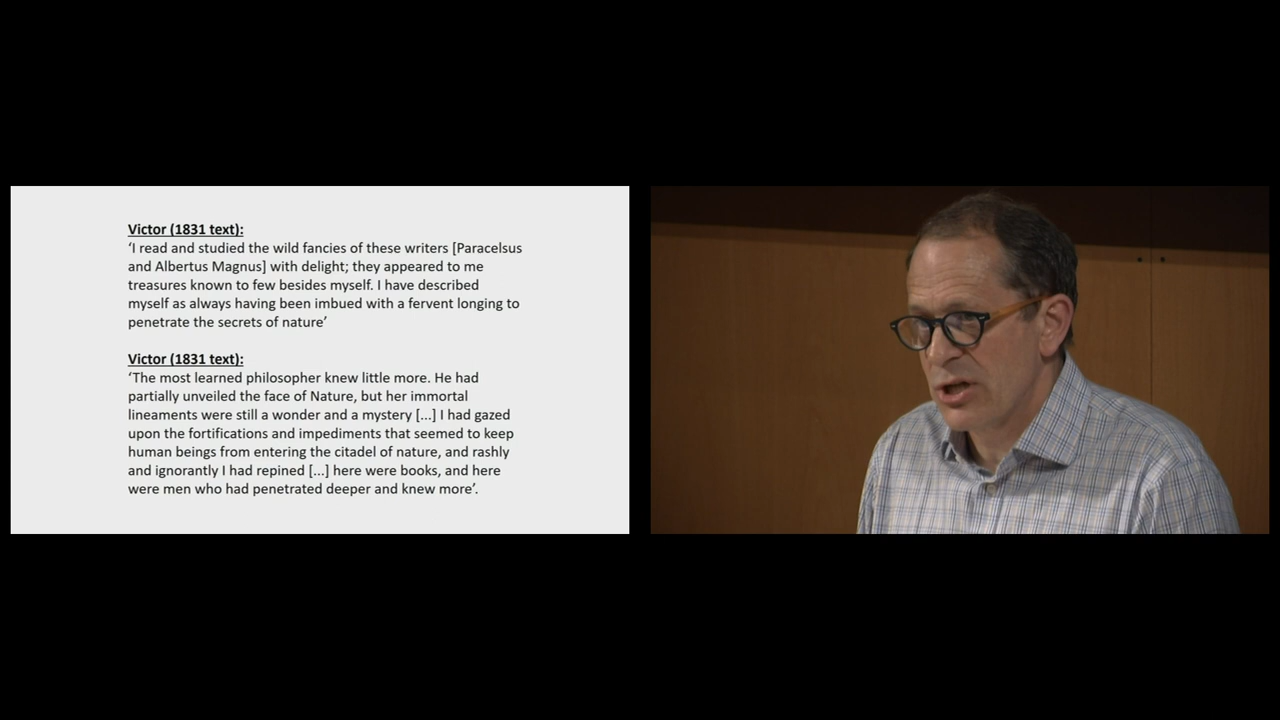 Victor (1831 text):
‘I read and studied the wild fancies of these writers [Paracelsus
and Albertus Magnus] with delight; they appeared to me
treasures known to few besides myself. I have described
myself as always having been imbued with a fervent longing to
penetrate the secrets of nature’
Victor (1831 text):
‘The most learned philosopher knew little more. He had
partially unveiled the face of Nature, but her immortal
lineaments were still a wonder and a mystery [...] I had gazed
upon the fortifications and impediments that seemed to keep
human beings from entering the citadel of nature, and rashly
and ignorantly I had repined [...] here were books, and here
were men who had penetrated deeper and knew more’.